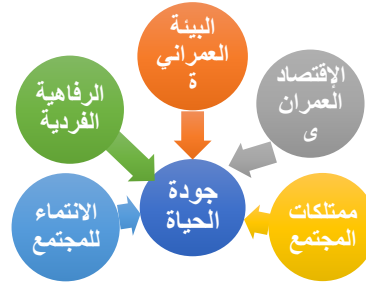 البيئة
العمراني
ة
الإقتصاد
العمران
ى
الرفاهية
الفردية
جودة
الحياة
ممتلكات
المجتمع
الانتماء
للمجتمع